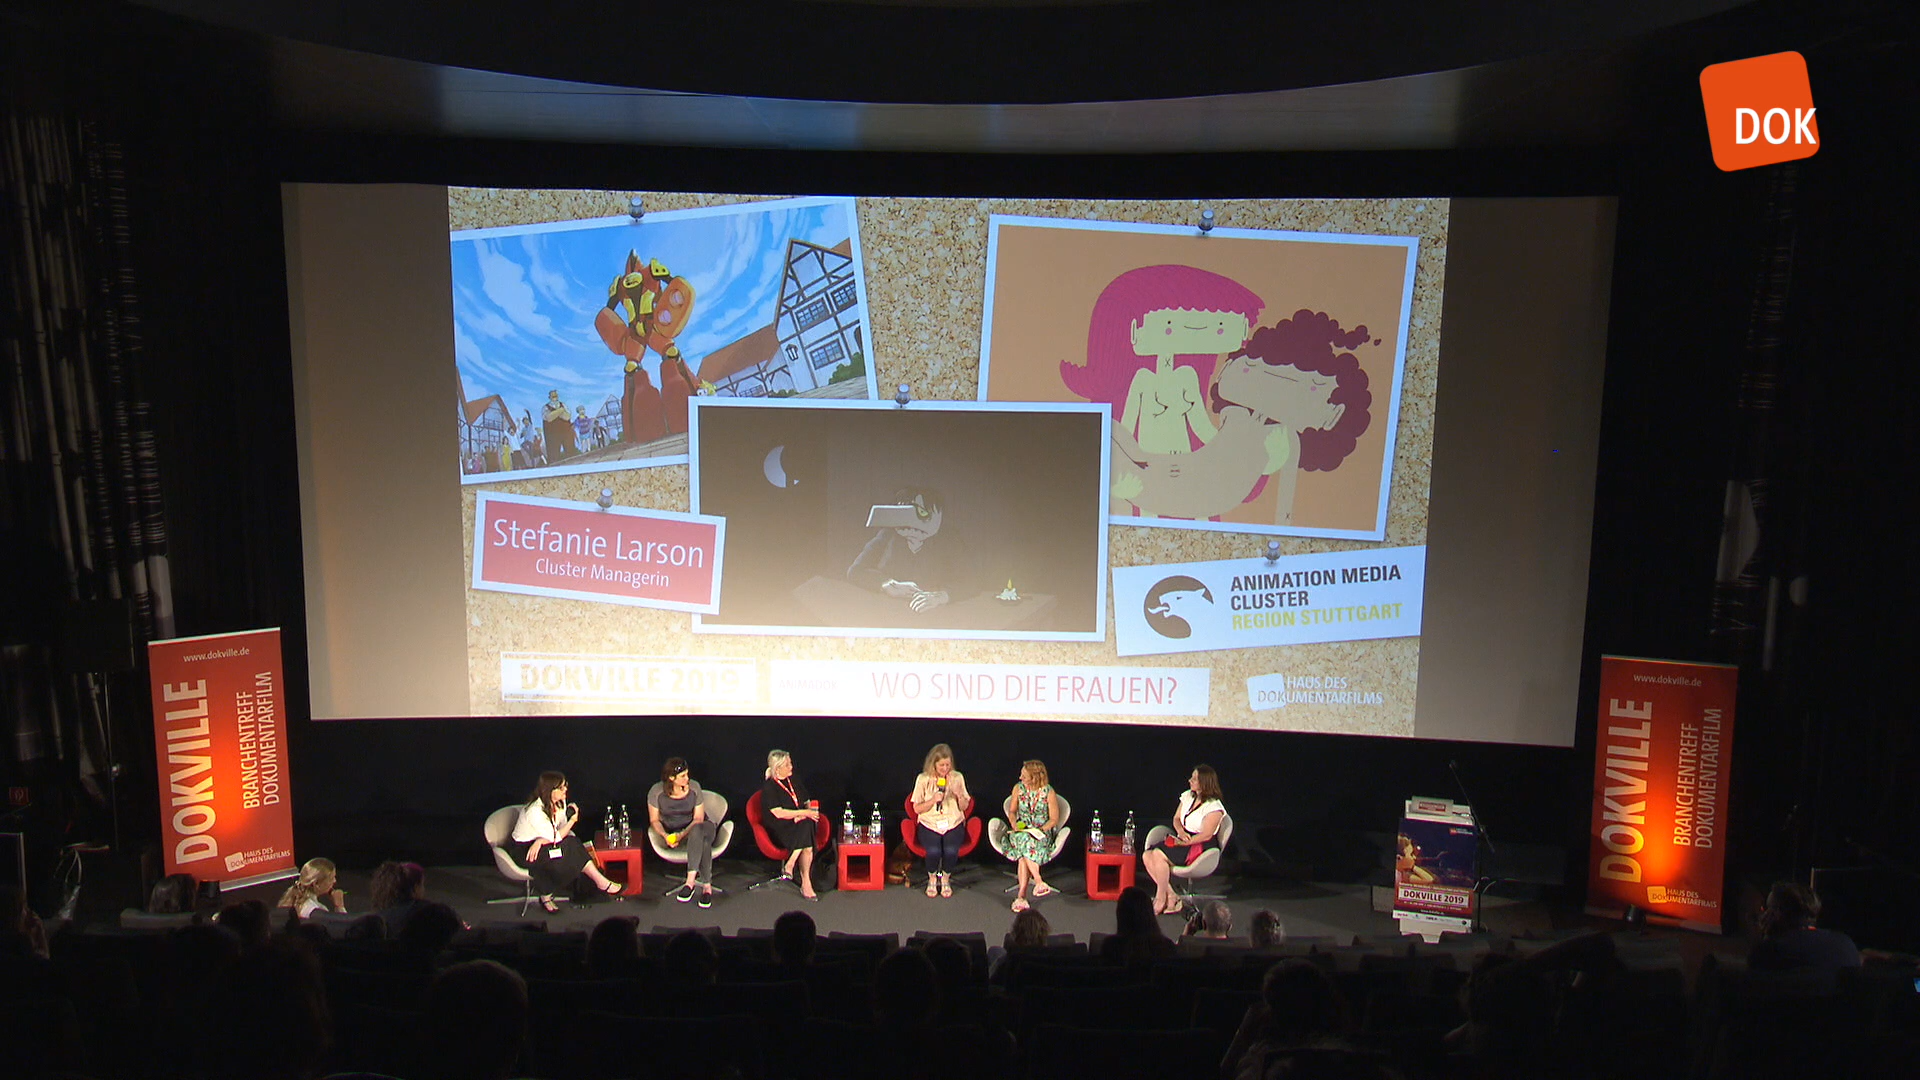 DOK
Stefanie Larson
Cluster Managerin
ANIMATION MEDIA
CLUSTER
REGION STUTTGART
DOKVILLE 2019
ANIMADOK
WO SIND DIE FRAUEN?
HAUS DES
DOKUMENTARFILMS
www.dokville.de
DOKVILLE
BRANCHENTREFF
DOKUMENTARFILM
HAUS DES
DOKUMENTARFILMS
www.dokville.de
DOKVILLE
BRANCHENTREFF
DOKUMENTARFILM
HAUS DES
DOKUMENTARFILMS
DOKVILLE 2019